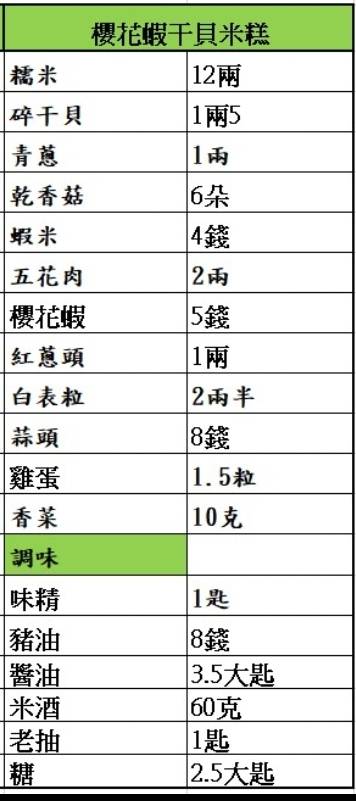 櫻花蝦干貝米糕
糯米 12兩
碎干貝 1兩5
青蔥 1兩
乾香菇 6朵
蝦米 4錢
五花肉 2兩
櫻花蝦 5錢
紅蔥頭 1兩
白表粒 2兩半
蒜頭 8錢
雞蛋 1.5粒
香菜 10克
調味
味精 1匙
豬油 8錢
醬油 3.5大匙
米酒 60克
老抽 1匙
糖 2.5大匙